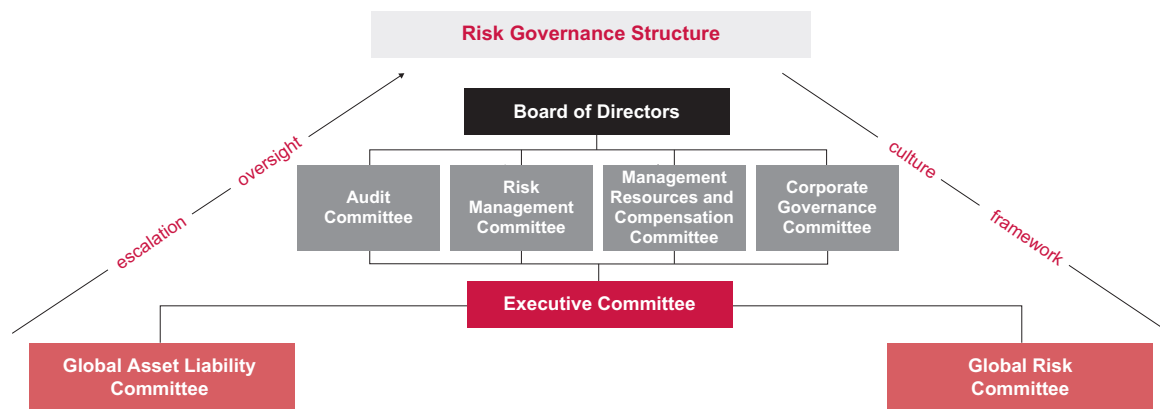 Risk Governance Structure
Board of Directors
oversight
escalation
culture
framework
Audit
Committee
Risk
Management
Committee
Management
Resources and
Compensation
Committee
Corporate
Governance
Committee
Executive Committee
Global Asset Liability
Committee
Global Risk
Committee